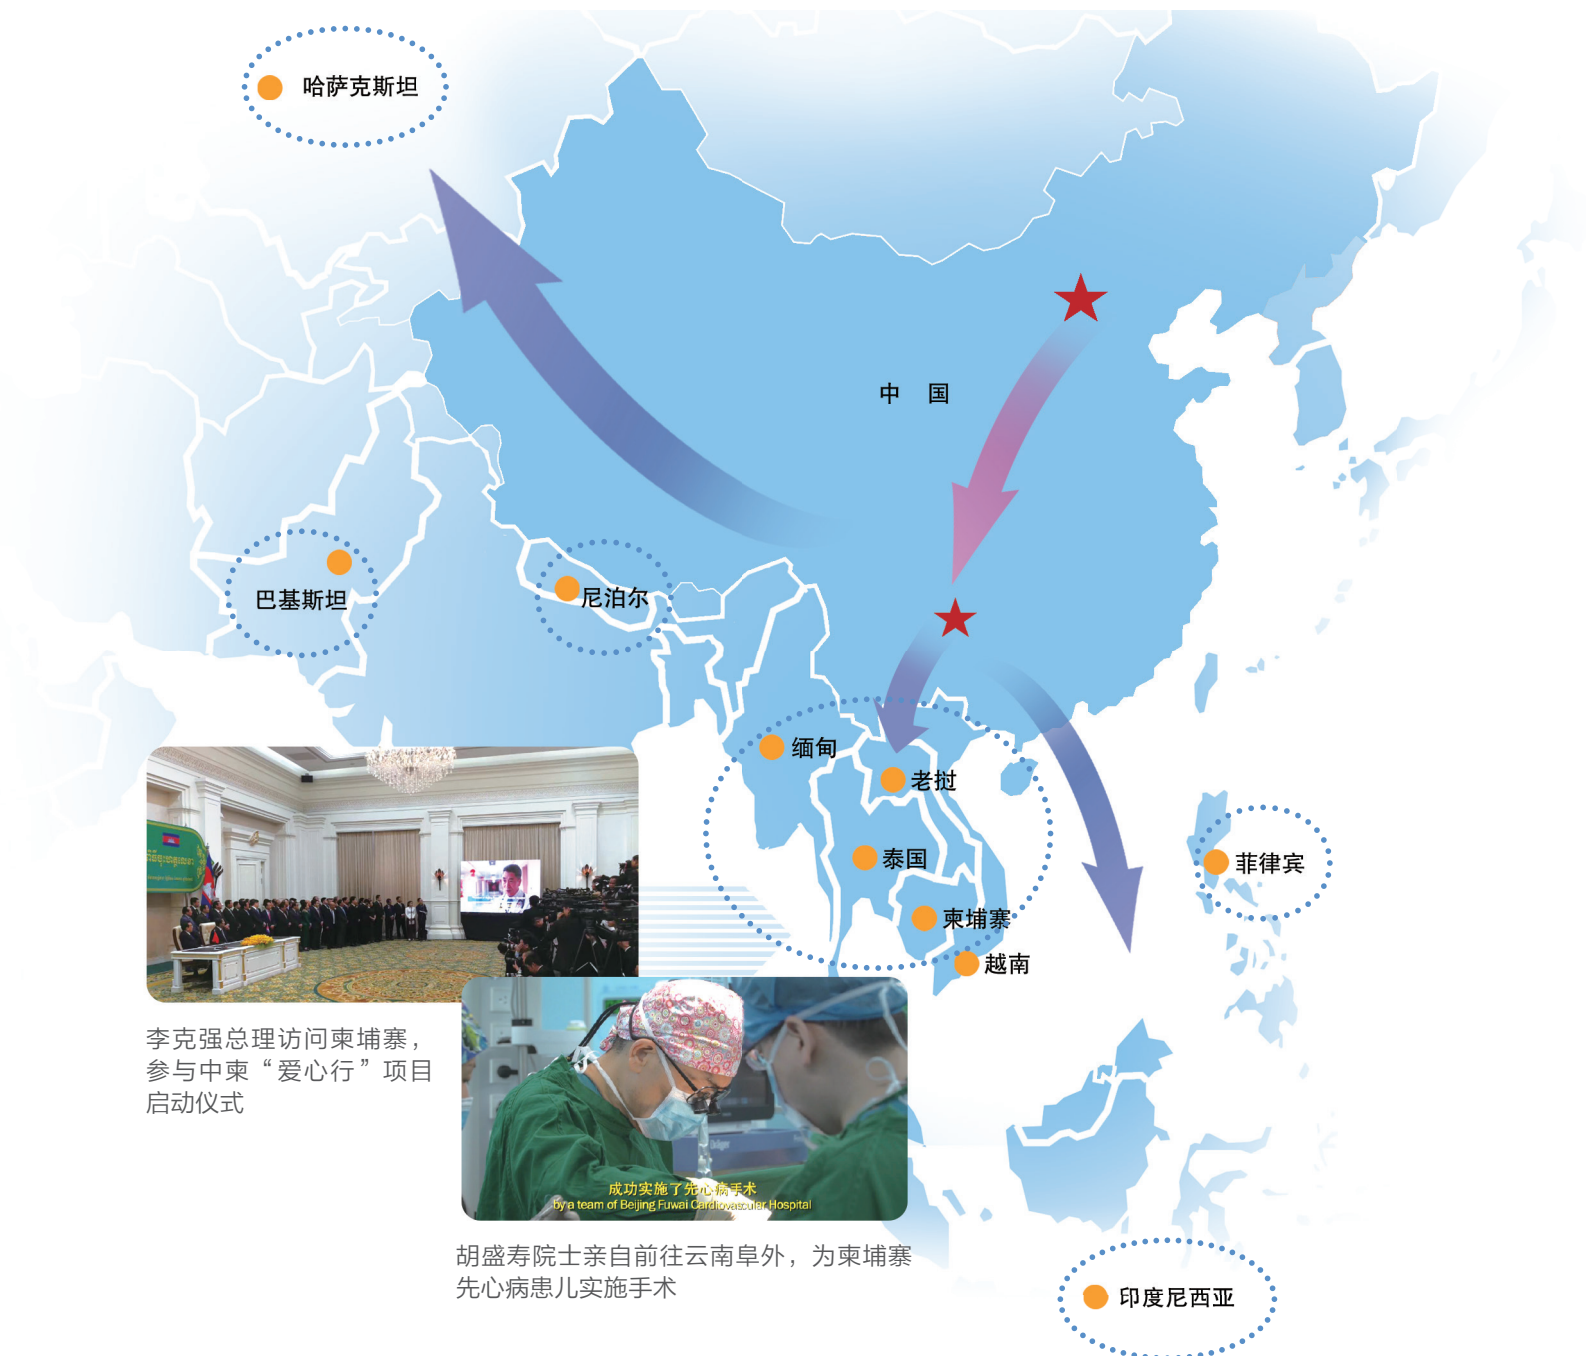 哈萨克斯坦
中 国
巴基斯坦
尼泊尔
缅甸
老挝
泰国
菲律宾
柬埔寨
越南
李克强总理访问柬埔寨，
参与中柬“爱心行”项目
启动仪式
成功实施了先心病手术
by a team of Beijing Fuwai Cardiovascular Hospital
胡盛寿院士亲自前往云南阜外，为柬埔寨
先心病患儿实施手术
印度尼西亚